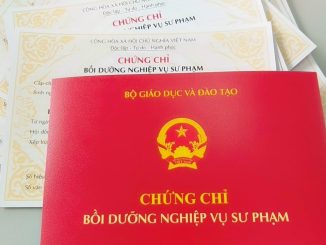 CỘNG HÒA XÃ HỘI CHỦ NGHĨA VIỆT NAM
Độc lập - Tự do - Hạnh phúc
CHỨNG CHỈ
CỘNG HÒA XÃ HỘI CHỦ NGHĨA VIỆT NAM
Độc lập - Tự do - Hạnh phúc
CHỨNG CHỈ
BỒI DƯỠNG NGHIỆP VỤ SƯ PHẠM
BỘ GIÁO DỤC VÀ ĐÀO TẠO
CHỨNG CHỈ
BỒI DƯỠNG NGHIỆP VỤ SƯ PHẠM